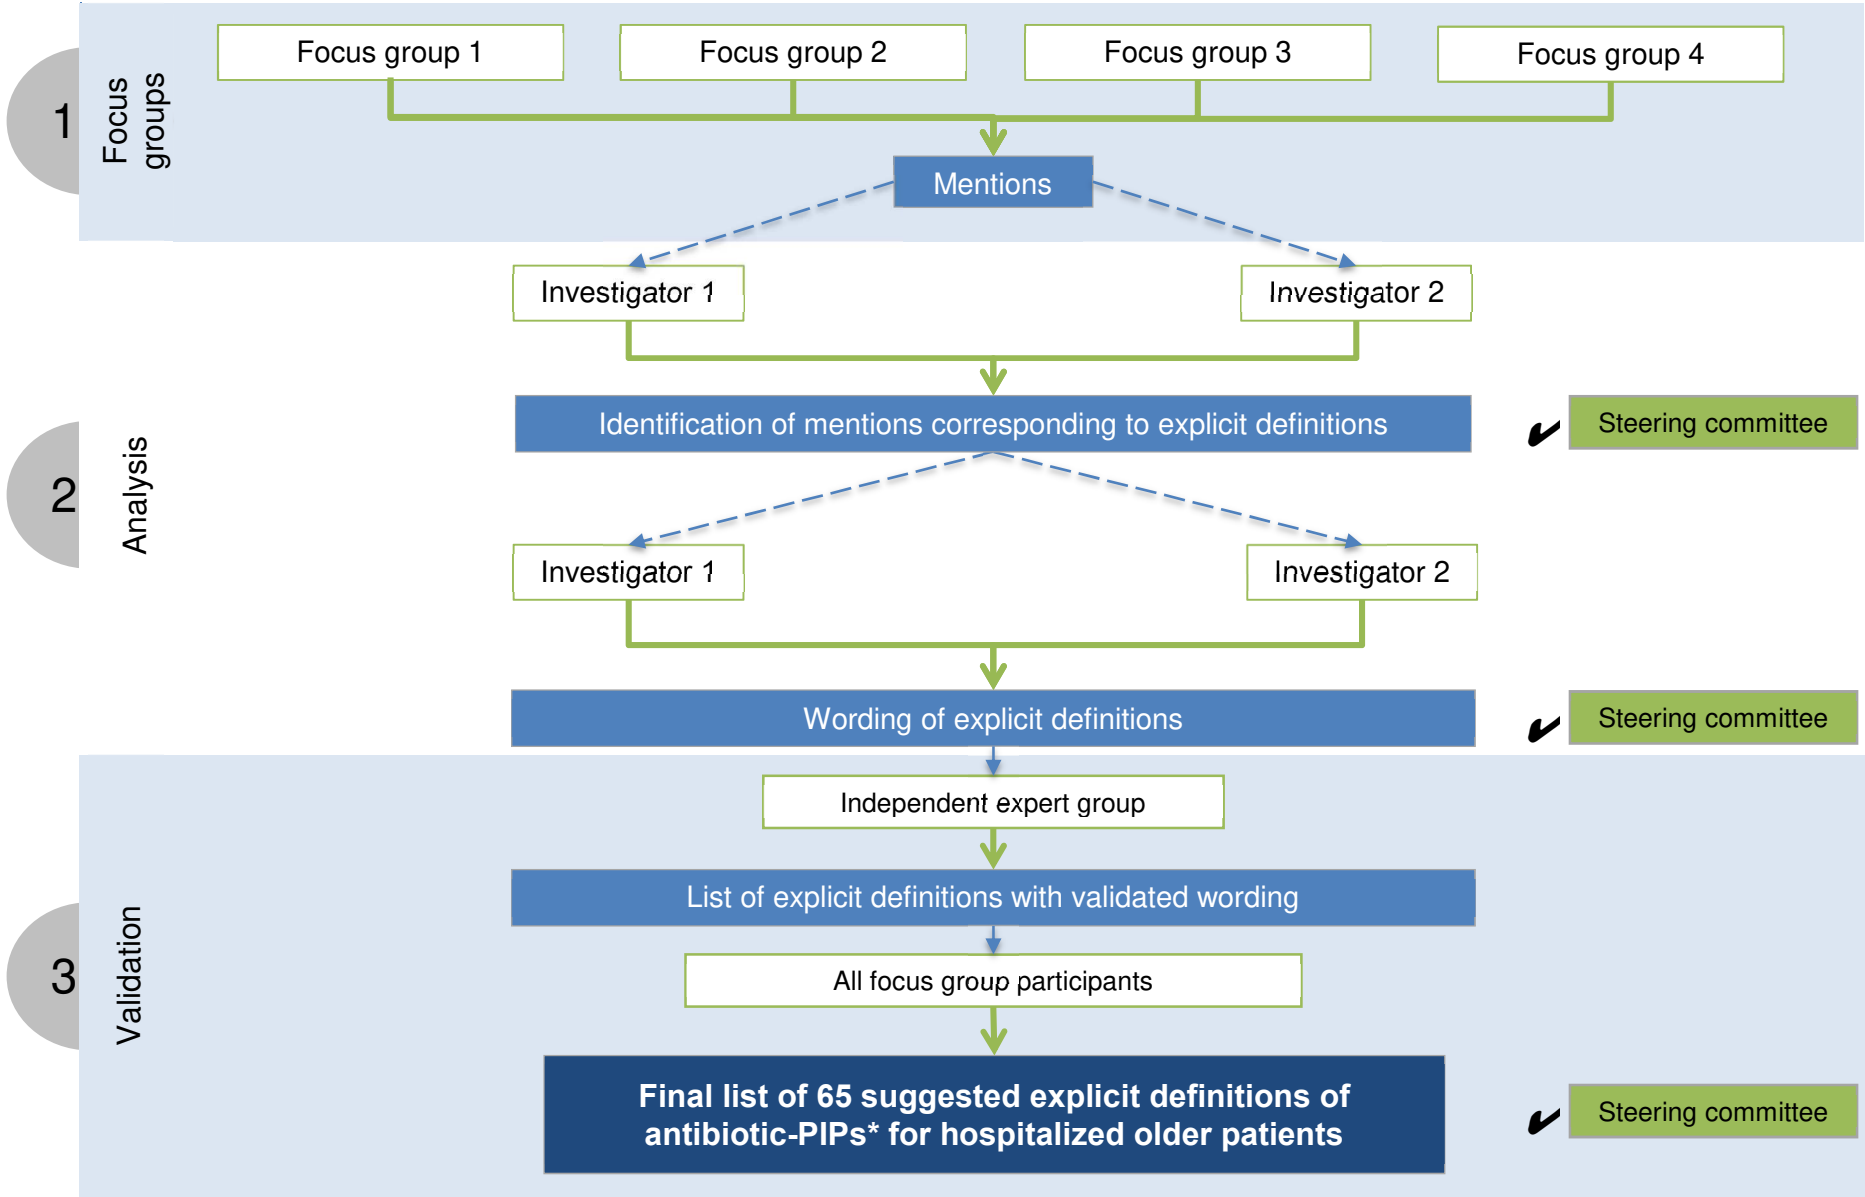 1
Focus
groups
Focus group 1
Focus group 2
Focus group 3
Focus group 4
Mentions
2
Analysis
Investigator 1
Investigator 2
Identification of mentions corresponding to explicit definitions
✔ Steering committee
Investigator 1
Investigator 2
Wording of explicit definitions
✔ Steering committee
3
Validation
Independent expert group
List of explicit definitions with validated wording
All focus group participants
Final list of 65 suggested explicit definitions of
antibiotic-PIPs* for hospitalized older patients
✔ Steering committee